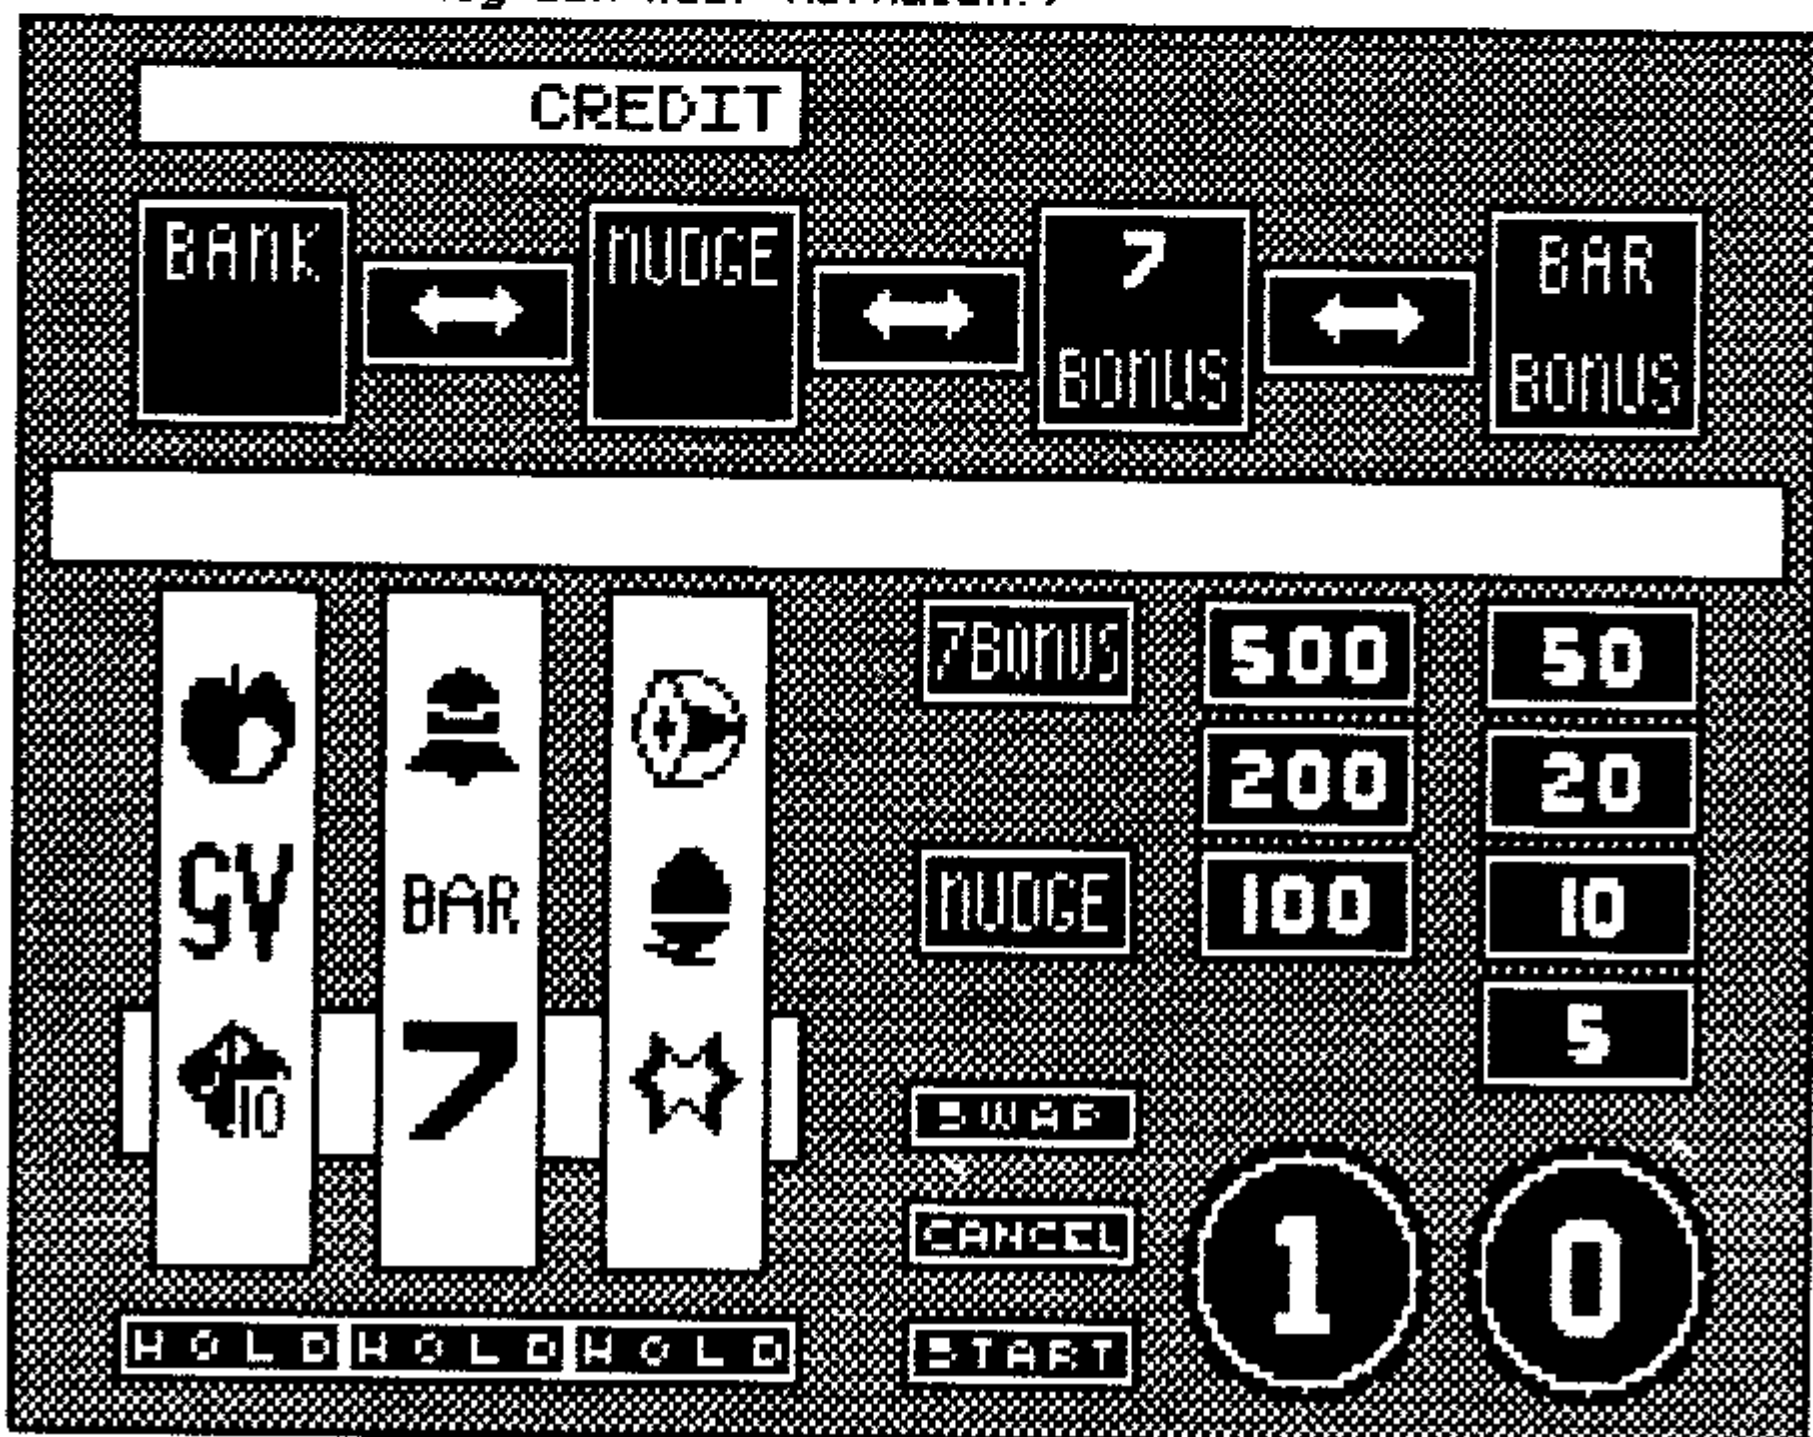 CREDIT
BANK NUDGE 7 BONUS BAR BONUS
7BONUS 500 50
200 20
SV BAR NUDGE 100 10
5
10 7
SWAP
CANCEL 1 0
HOLD HOLD HOLD START